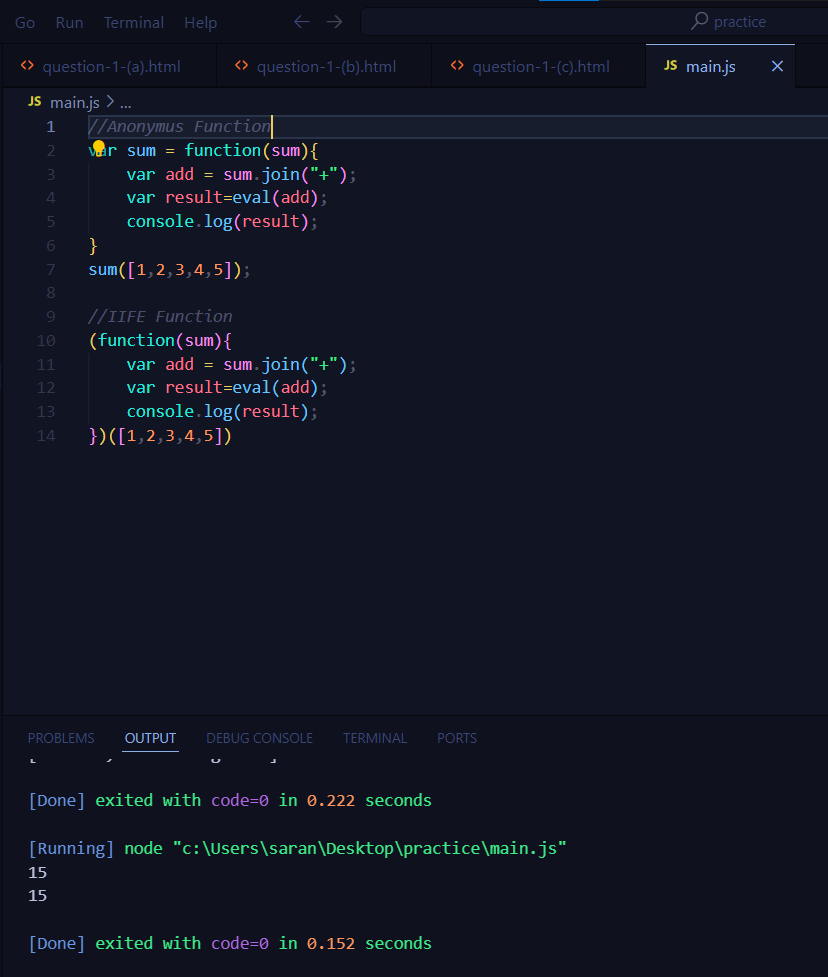 Go Run Terminal Help practice
question-1-(a).html question-1-(b).html question-1-(c).html JS main.js
JS main.js > ...
1 //Anonymus Function
2 var sum = function(sum){
3 var add = sum.join("+");
4 var result=eval(add);
5 console.log(result);
6 }
7 sum([1,2,3,4,5]);
8
9 //IIFE Function
10 (function(sum){
11 var add = sum.join("+");
12 var result=eval(add);
13 console.log(result);
14 })([1,2,3,4,5])
PROBLEMS OUTPUT DEBUG CONSOLE TERMINAL PORTS
[Done] exited with code=0 in 0.222 seconds
[Running] node "c:\Users\saran\Desktop\practice\main.js"
15
15
[Done] exited with code=0 in 0.152 seconds